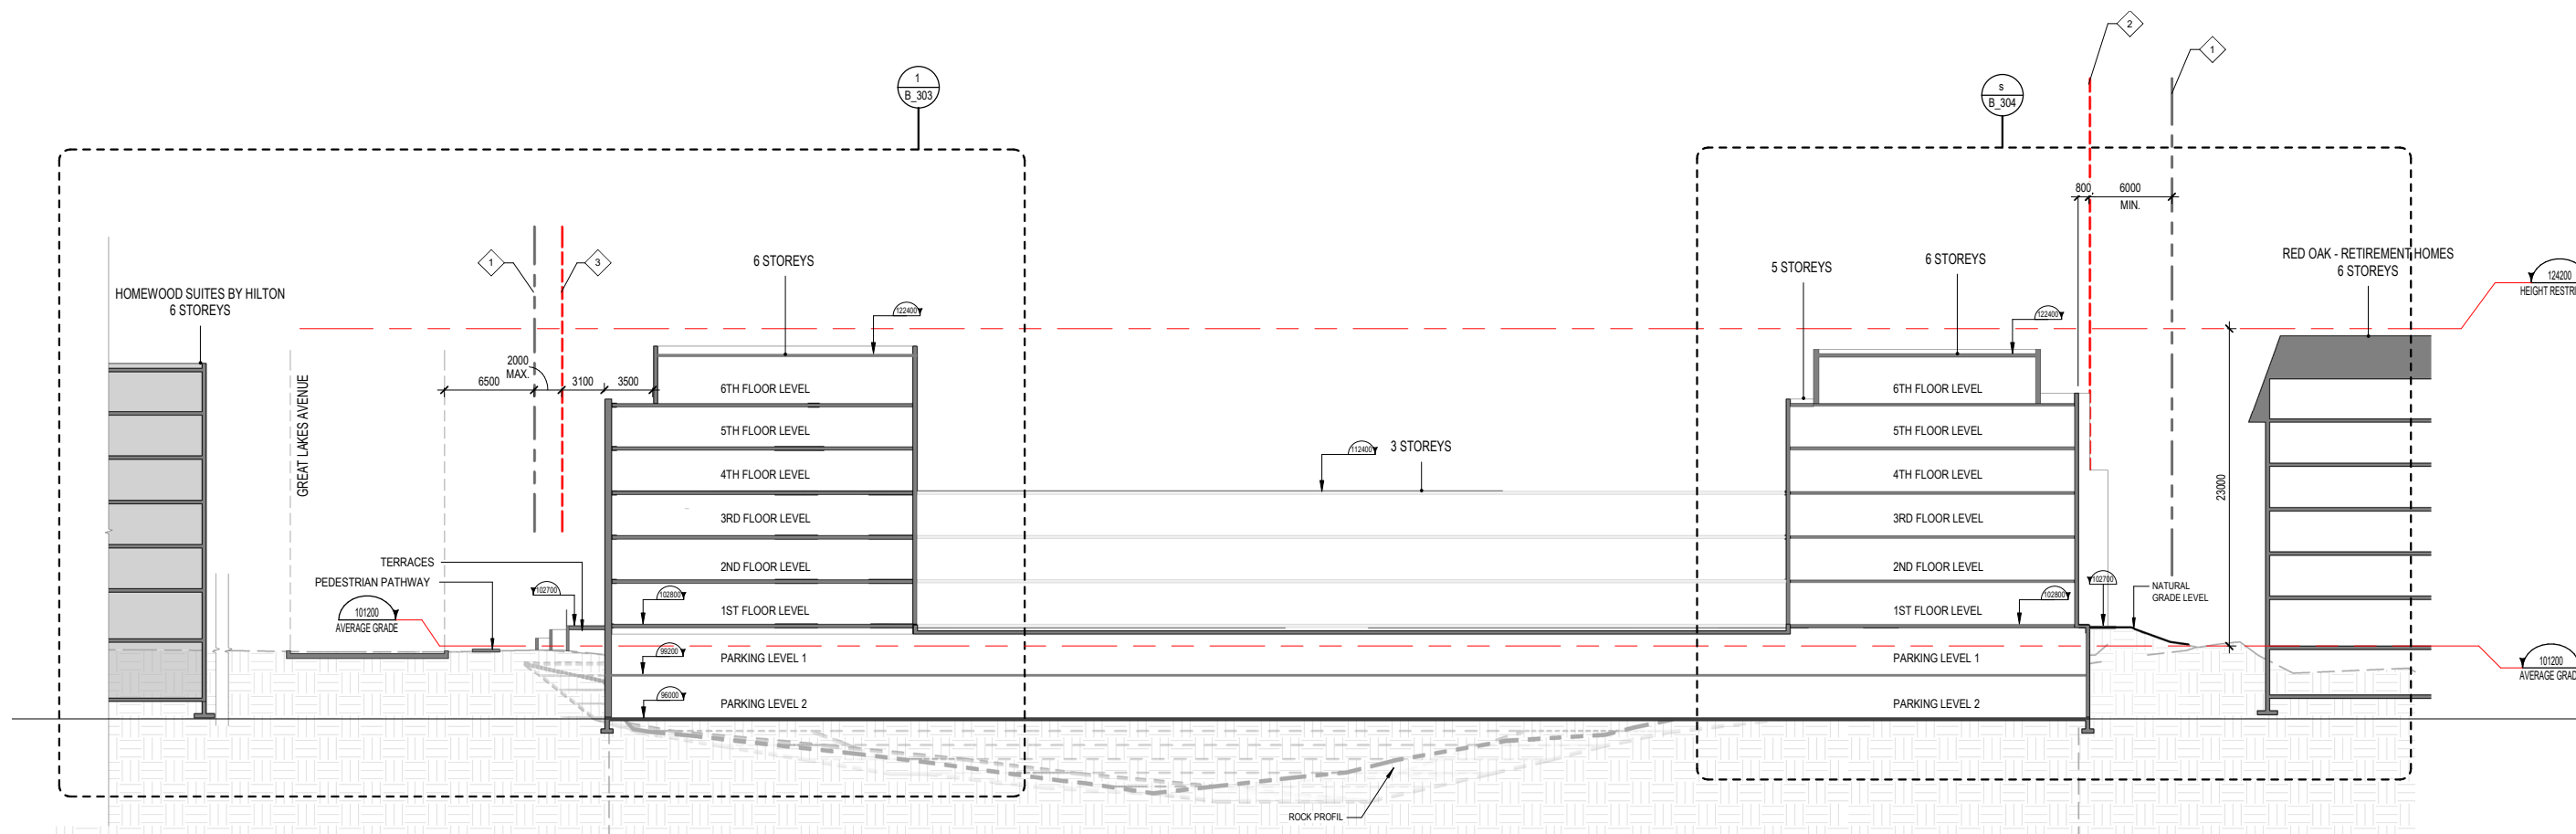 2
1
1
B_303
s
B_304
800
6000
MIN.
1
3
6 STOREYS
5 STOREYS
6 STOREYS
RED OAK - RETIREMENT HOMES
6 STOREYS
124200
HEIGHT RESTRI
HOMEWOOD SUITES BY HILTON
6 STOREYS
122400
122400
2000
MAX.
6500
3100
3500
GREAT LAKES AVENUE
6TH FLOOR LEVEL
6TH FLOOR LEVEL
5TH FLOOR LEVEL
5TH FLOOR LEVEL
112400
3 STOREYS
4TH FLOOR LEVEL
4TH FLOOR LEVEL
23000
3RD FLOOR LEVEL
3RD FLOOR LEVEL
TERRACES
2ND FLOOR LEVEL
2ND FLOOR LEVEL
PEDESTRIAN PATHWAY
102700
102800
102800
102700
NATURAL
GRADE LEVEL
101200
AVERAGE GRADE
1ST FLOOR LEVEL
1ST FLOOR LEVEL
99200
PARKING LEVEL 1
PARKING LEVEL 1
101200
AVERAGE GRAD
96000
PARKING LEVEL 2
PARKING LEVEL 2
ROCK PROFIL